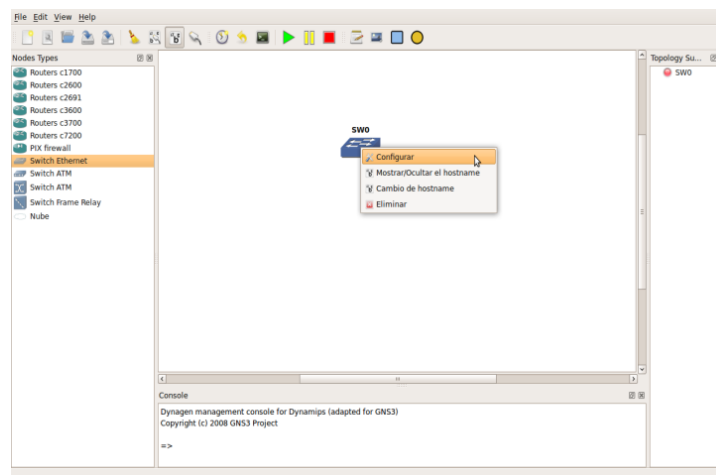 File Edit View Help
Nodes Types
Routers c1700
Routers c2600
Routers c2691
Routers c3600
Routers c3700
Routers c7200
PIX firewall
Switch Ethernet
Switch ATM
Switch ATM
Switch Frame Relay
Nube
SW0
Configurar
Mostrar/Ocultar el hostname
Cambio de hostname
Eliminar
Topology Su...
SW0
Console
Dynagen management console for Dynamips (adapted for GNS3)
Copyright (c) 2008 GNS3 Project
=>